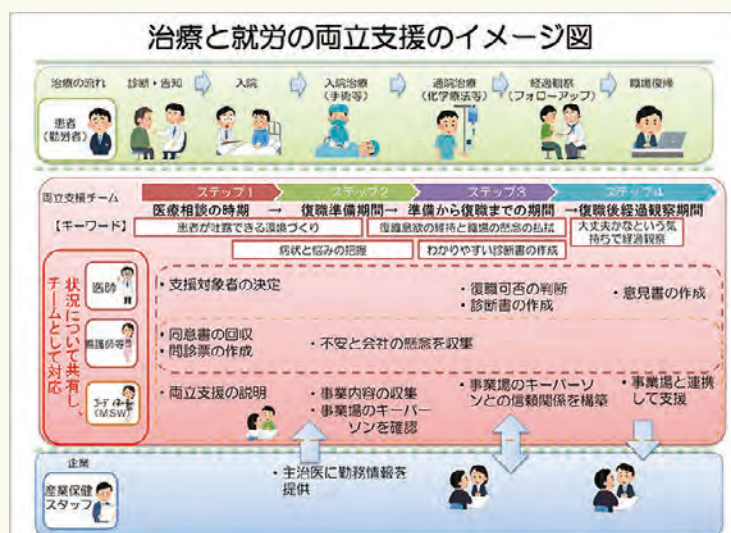 治療と就労の両立支援のイメージ図
治療の流れ
診断・告知
入院
入院治療
(手術等)
通院治療
(化学療法等)
経過観察
(フォローアップ)
職場復帰
患者
(勤労者)
両立支援チーム
ステップ1
ステップ2
ステップ3
ステップ4
医療相談の時期 → 復職準備期間→ 準備から復職までの期間 →復職後経過観察期間
【キーワード】
患者が吐露できる環境づくり
復職意欲の維持と職場の懸念の払拭
大丈夫かなという気
持ちで経過観察
病状と悩みの把握
わかりやすい診断書の作成
状況について共有し、
チームとして対応
医師
・支援対象者の決定
・復職可否の判断
・診断書の作成
・意見書の作成
看護師等
・同意書の回収
・問診票の作成
・不安と会社の懸念を収集
コーディネーター
(MSW)
・両立支援の説明
・事業内容の収集
・事業場のキーパー
ソンを確認
・事業場のキーパーソ
ンとの信頼関係を構築
・事業場と連携
して支援
企業
産業保健
スタッフ
・主治医に勤務情報を
提供